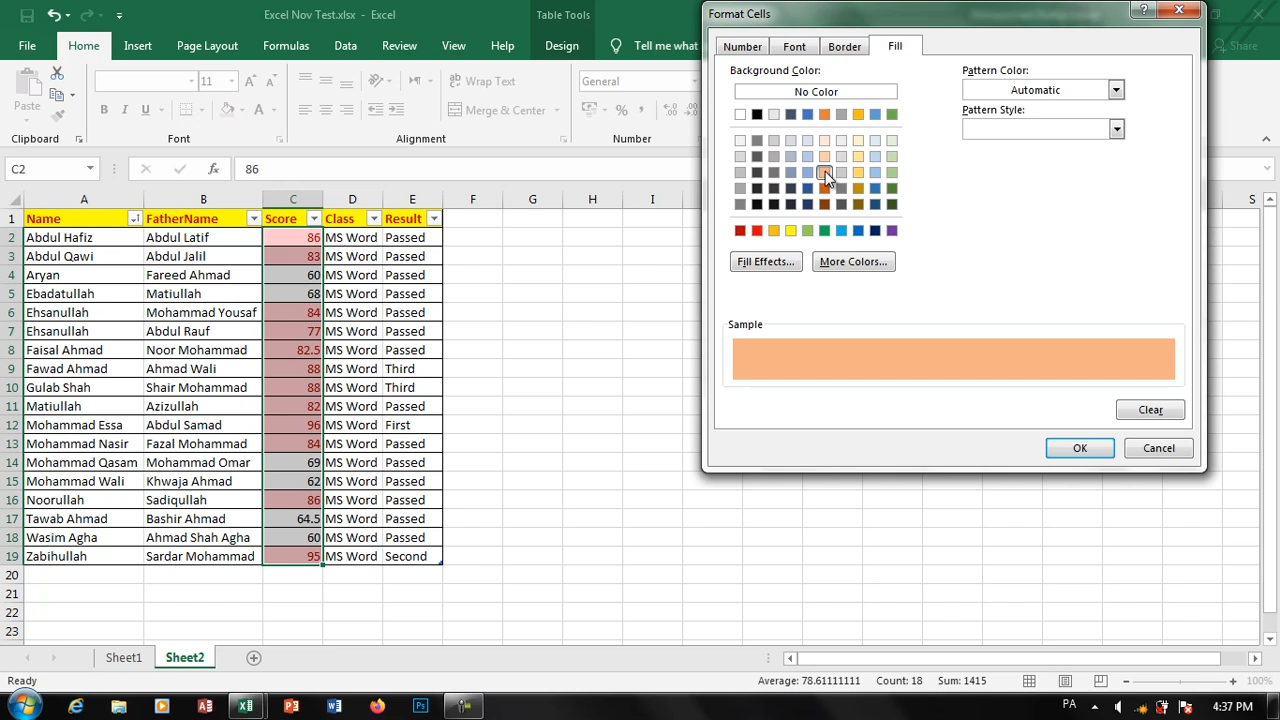 Excel Nov Test.xlsx - Excel
Table Tools
File Home Insert Page Layout Formulas Data Review View Help Design Tell me what Share
Paste
11 A A
B I U A
Wrap Text
Merge & Center
General
% ,
Clipboard Font Alignment Number
C2 fx 86
A B C D E F G H I S
1 Name FatherName Score Class Result
2 Abdul Hafiz Abdul Latif 86 MS Word Passed
3 Abdul Qawi Abdul Jalil 83 MS Word Passed
4 Aryan Fareed Ahmad 60 MS Word Passed
5 Ebadatullah Matiullah 68 MS Word Passed
6 Ehsanullah Mohammad Yousaf 84 MS Word Passed
7 Ehsanullah Abdul Rauf 77 MS Word Passed
8 Faisal Ahmad Noor Mohammad 82.5 MS Word Passed
9 Fawad Ahmad Ahmad Wali 88 MS Word Third
10 Gulab Shah Shair Mohammad 88 MS Word Third
11 Matiullah Azizullah 82 MS Word Passed
12 Mohammad Essa Abdul Samad 96 MS Word First
13 Mohammad Nasir Fazal Mohammad 84 MS Word Passed
14 Mohammad Qasam Mohammad Omar 69 MS Word Passed
15 Mohammad Wali Khwaja Ahmad 62 MS Word Passed
16 Noorullah Sadiqullah 86 MS Word Passed
17 Tawab Ahmad Bashir Ahmad 64.5 MS Word Passed
18 Wasim Agha Ahmad Shah Agha 60 MS Word Passed
19 Zabihullah Sardar Mohammad 95 MS Word Second
20
21
22
23
Format Cells
Number Font Border Fill
Background Color:
No Color
Pattern Color:
Automatic
Pattern Style:
Fill Effects... More Colors...
Sample
Clear
OK Cancel
Sheet1 Sheet2
Ready Average: 78.61111111 Count: 18 Sum: 1415 100%
PA 4:37 PM